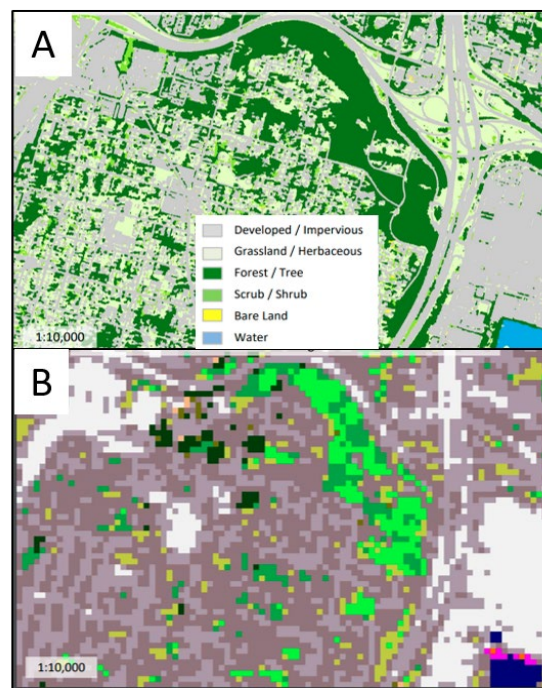 A
Developed / Impervious
Grassland / Herbaceous
Forest / Tree
Scrub / Shrub
Bare Land
Water
1:10,000
B
1:10,000